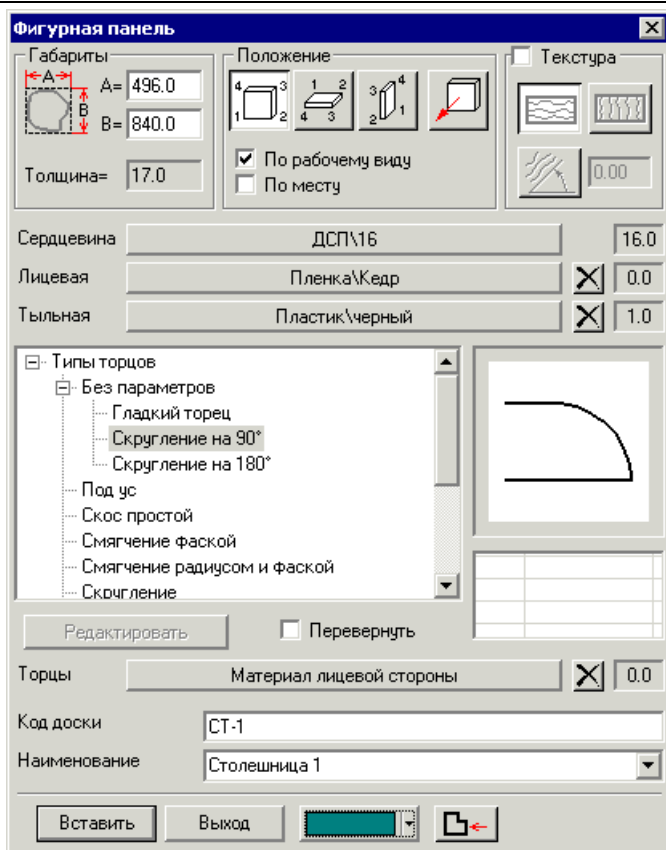 Фигурная панель
Габариты
Положение
Текстура
A
B
A= 496.0
B= 840.0
Толщина= 17.0
4 3 1 2
1 2 4 3
3 4 2 1
По рабочему виду
По месту
0.00
Сердцевина ДСП\16 16.0
Лицевая Пленка\Кедр 0.0
Тыльная Пластик\черный 1.0
Типы торцов
Без параметров
Гладкий торец
Скругление на 90°
Скругление на 180°
Под ус
Скос простой
Смягчение фаской
Смягчение радиусом и фаской
Скругление
Редактировать
Перевернуть
Торцы Материал лицевой стороны 0.0
Код доски СТ-1
Наименование Столешница 1
Вставить
Выход